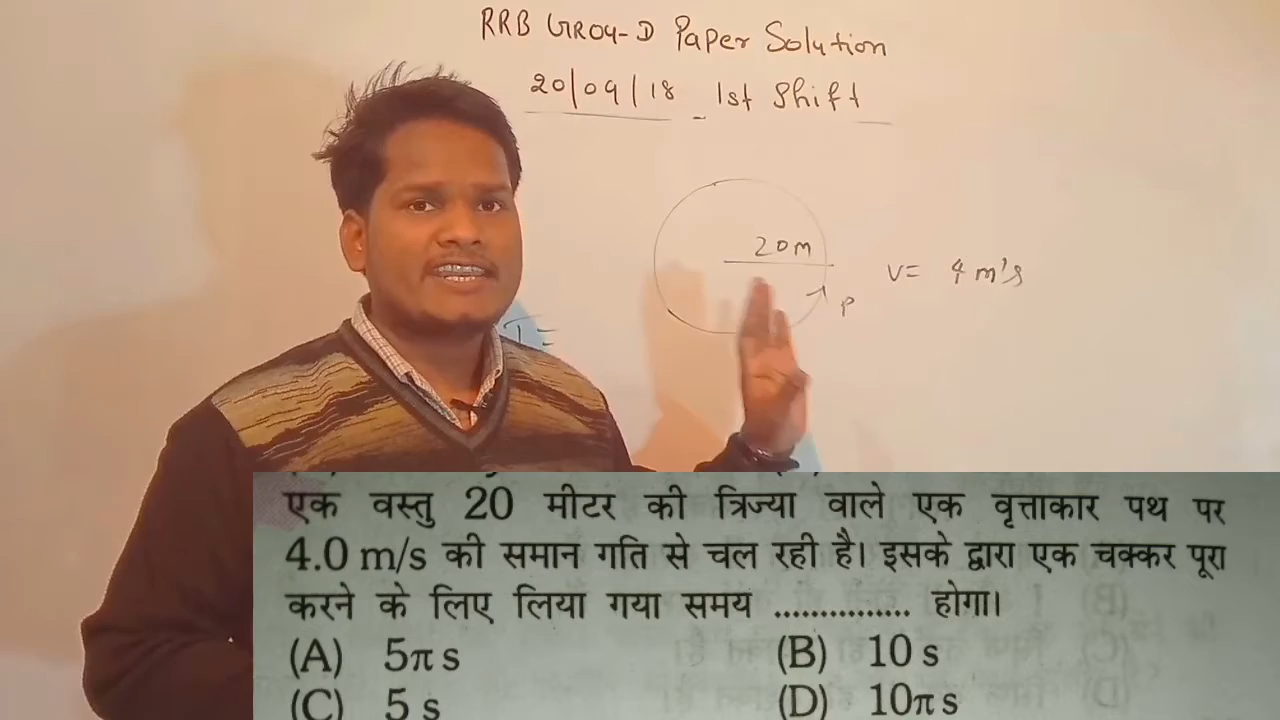 RRB GROU-D Paper Solution
20/09/18 1st Shift
20m
V= 4 m's
P
T=
एक वस्तु 20 मीटर की त्रिज्या वाले एक वृत्ताकार पथ पर
4.0 m/s की समान गति से चल रही है। इसके द्वारा एक चक्कर पूरा
करने के लिए लिया गया समय ............... होगा।
(A) 5π s (B) 10 s
(C) 5 s (D) 10π s